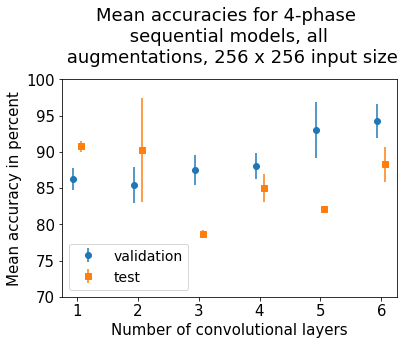 Mean accuracies for 4-phase
sequential models, all
augmentations, 256 x 256 input size
Mean accuracy in percent
100
95
90
85
80
75
70
validation
test
1 2 3 4 5 6
Number of convolutional layers